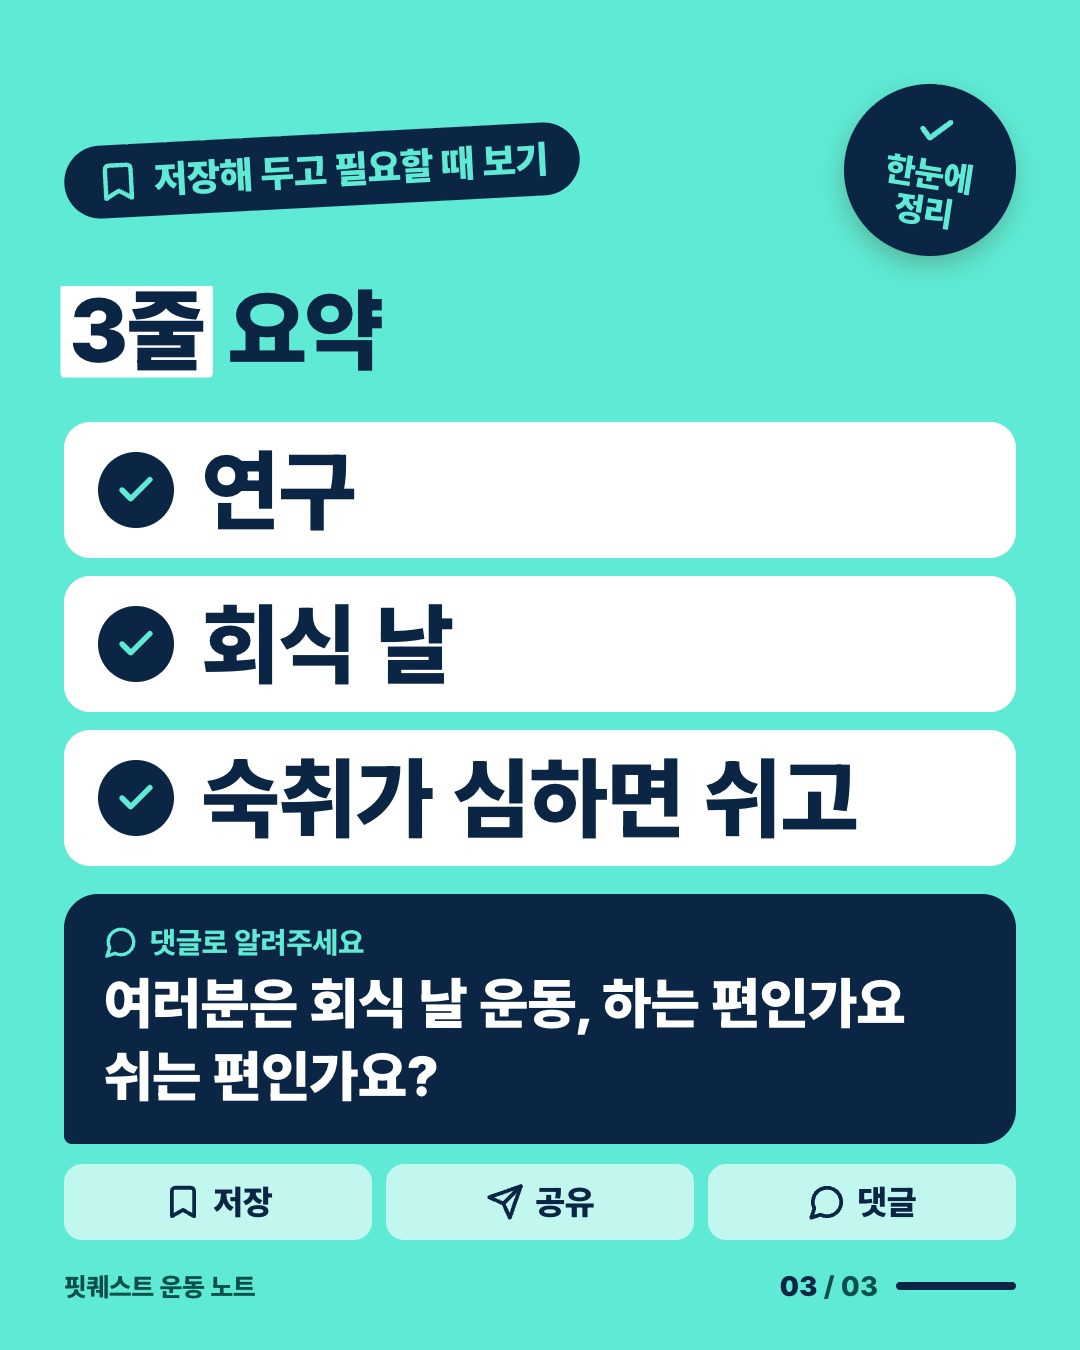 저장해 두고 필요할 때 보기
한눈에
정리
3줄 요약
연구
회식 날
숙취가 심하면 쉬고
댓글로 알려주세요
여러분은 회식 날 운동, 하는 편인가요
쉬는 편인가요?
저장
공유
댓글
핏퀘스트 운동 노트
03 / 03